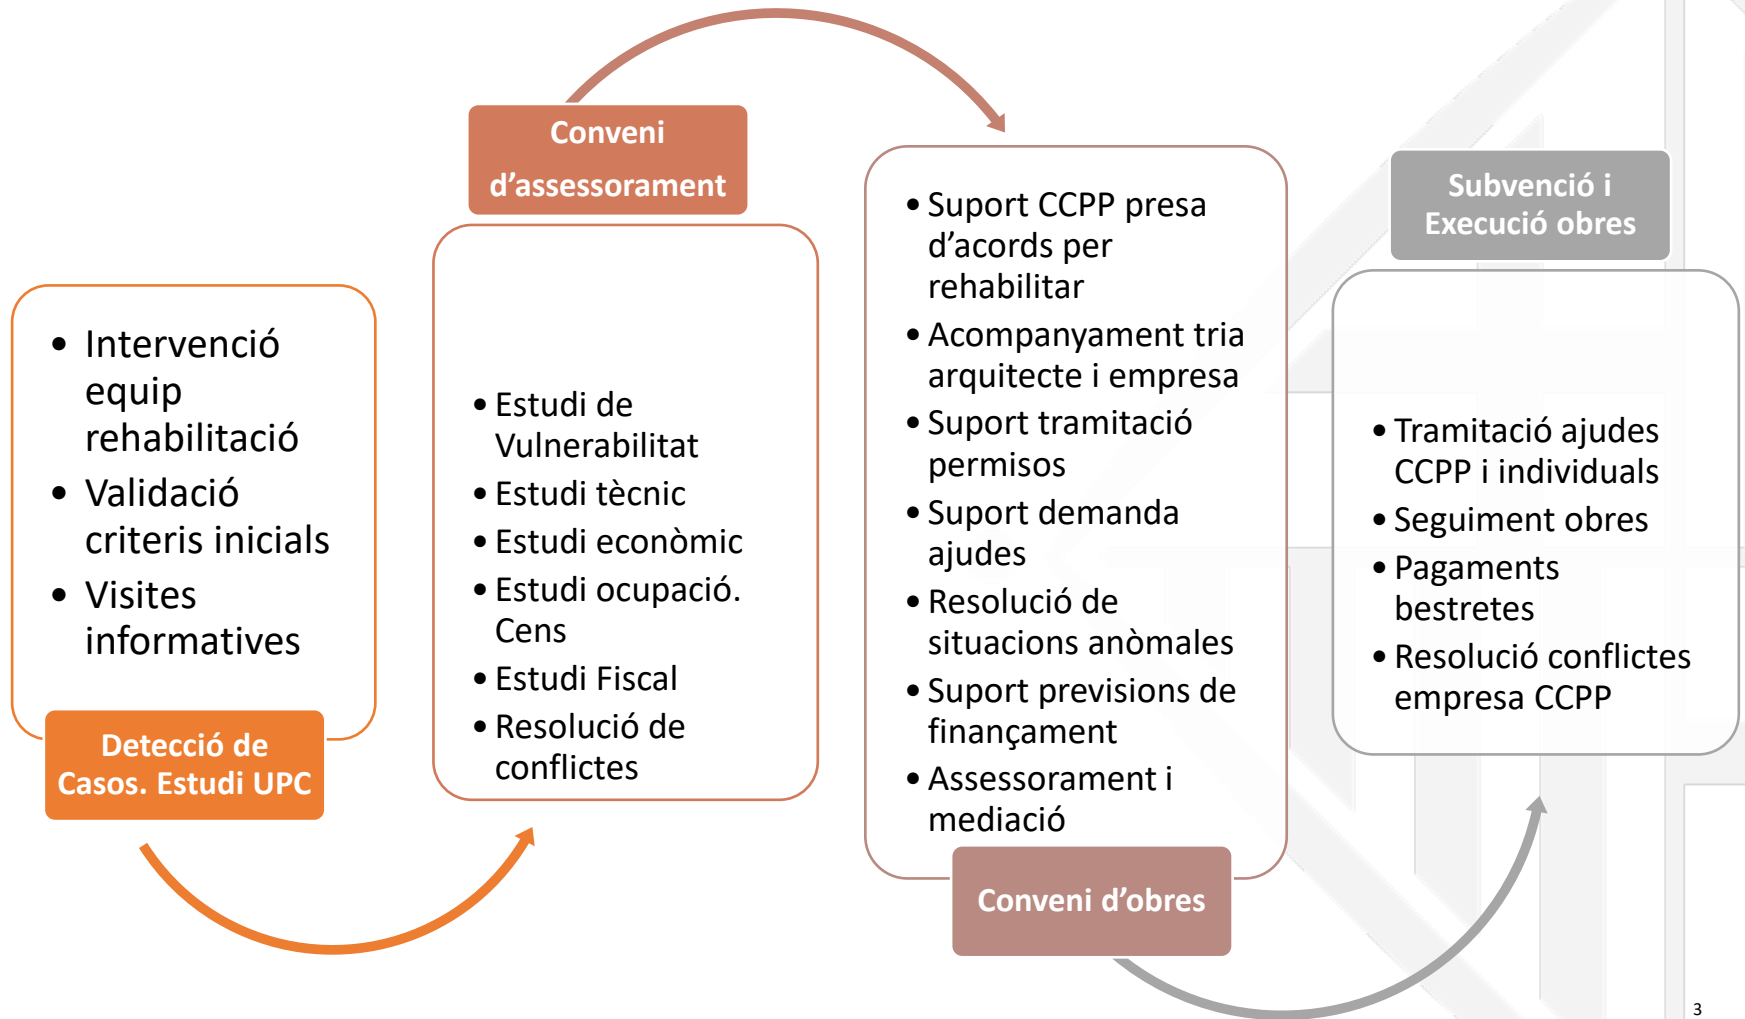 • Intervenció
equip
rehabilitació
• Validació
criteris inicials
• Visites
informatives
Detecció de
Casos. Estudi UPC
Conveni
d’assessorament
• Estudi de
Vulnerabilitat
• Estudi tècnic
• Estudi econòmic
• Estudi ocupació.
Cens
• Estudi Fiscal
• Resolució de
conflictes
• Suport CCPP presa
d’acords per
rehabilitar
• Acompanyament tria
arquitecte i empresa
• Suport tramitació
permisos
• Suport demanda
ajudes
• Resolució de
situacions anòmales
• Suport previsions de
finançament
• Assessorament i
mediació
Conveni d’obres
Subvenció i
Execució obres
• Tramitació ajudes
CCPP i individuals
• Seguiment obres
• Pagaments
bestretes
• Resolució conflictes
empresa CCPP
3